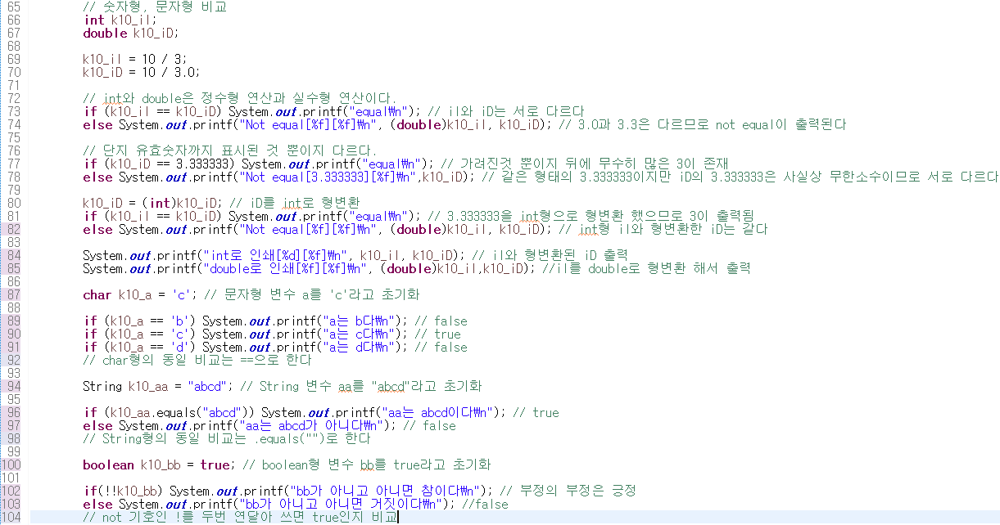 65 // 숫자형, 문자형 비교
66 int k10_iI;
67 double k10_iD;
68
69 k10_iI = 10 / 3;
70 k10_iD = 10 / 3.0;
71
72 // int와 double은 정수형 연산과 실수형 연산이다.
73 if (k10_iI == k10_iD) System.out.printf("equal₩n"); // iI와 iD는 서로 다르다
74 else System.out.printf("Not equal[%f][%f]₩n", (double)k10_iI, k10_iD); // 3.0과 3.3은 다르므로 not equal이 출력된다
75
76 // 단지 유효숫자까지 표시된 것 뿐이지 다르다.
77 if (k10_iD == 3.333333) System.out.printf("equal₩n"); // 가려진것 뿐이지 뒤에 무수히 많은 3이 존재
78 else System.out.printf("Not equal[3.333333][%f]₩n",k10_iD); // 같은 형태의 3.333333이지만 iD의 3.333333은 사실상 무한소수이므로 서로 다르다
79
80 k10_iD = (int)k10_iD; // iD를 int로 형변환
81 if (k10_iI == k10_iD) System.out.printf("equal₩n"); // 3.333333을 int형으로 형변환 했으므로 3이 출력됨
82 else System.out.printf("Not equal[%f][%f]₩n", (double)k10_iI, k10_iD); // int형 iI와 형변환한 iD는 같다
83
84 System.out.printf("int로 인쇄[%d][%f]₩n", k10_iI, k10_iD); // iI와 형변환된 iD 출력
85 System.out.printf("double로 인쇄[%f][%f]₩n", (double)k10_iI,k10_iD); //iI를 double로 형변환 해서 출력
86
87 char k10_a = 'c'; // 문자형 변수 a를 'c'라고 초기화
88
89 if (k10_a == 'b') System.out.printf("a는 b다₩n"); // false
90 if (k10_a == 'c') System.out.printf("a는 c다₩n"); // true
91 if (k10_a == 'd') System.out.printf("a는 d다₩n"); // false
92 // char형의 동일 비교는 ==으로 한다
93
94 String k10_aa = "abcd"; // String 변수 aa를 "abcd"라고 초기화
95
96 if (k10_aa.equals("abcd")) System.out.printf("aa는 abcd이다₩n"); // true
97 else System.out.printf("aa는 abcd가 아니다₩n"); // false
98 // String형의 동일 비교는 .equals("")로 한다
99
100 boolean k10_bb = true; // boolean형 변수 bb를 true라고 초기화
101
102 if(!!k10_bb) System.out.printf("bb가 아니고 아니면 참이다₩n"); // 부정의 부정은 긍정
103 else System.out.printf("bb가 아니고 아니면 거짓이다₩n"); //false
104 // not 기호인 !를 두번 연달아 쓰면 true인지 비교